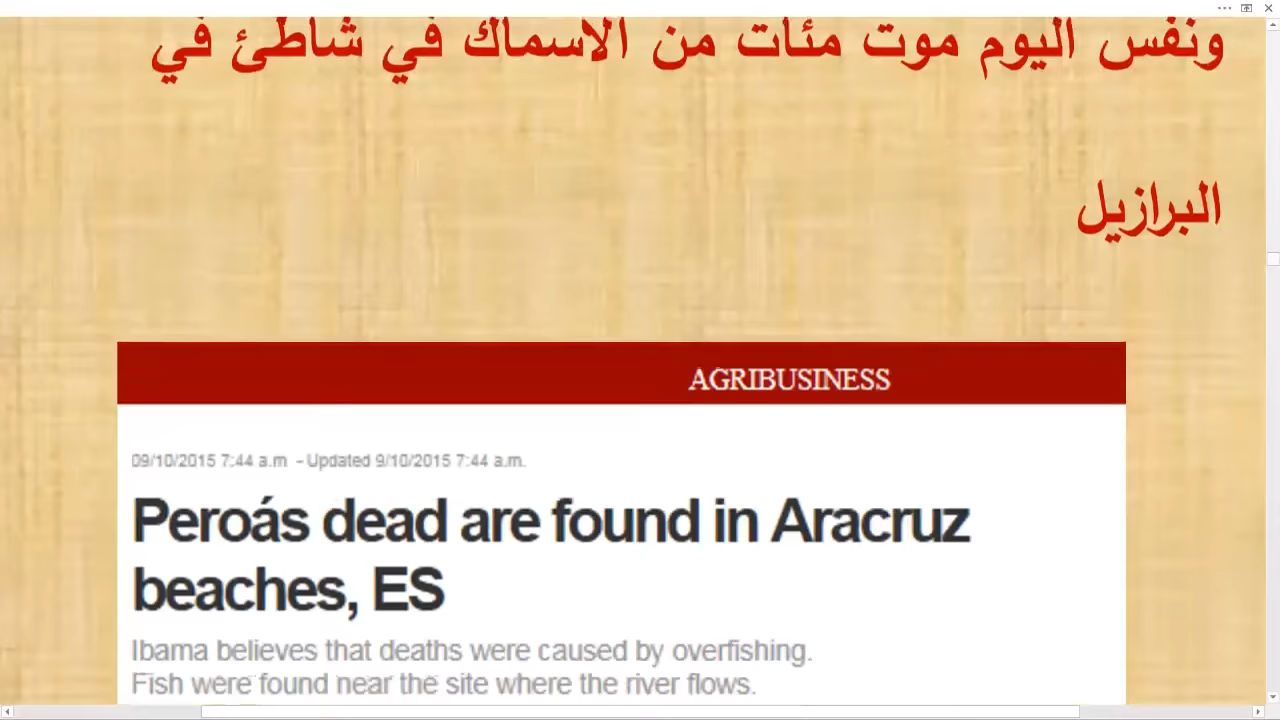 ونفس اليوم موت مئات من الاسماك في شاطئ في
البرازيل
AGRIBUSINESS
09/10/2015 7:44 a.m - Updated 9/10/2015 7:44 a.m.
Peroás dead are found in Aracruz
beaches, ES
Ibama believes that deaths were caused by overfishing.
Fish were found near the site where the river flows.